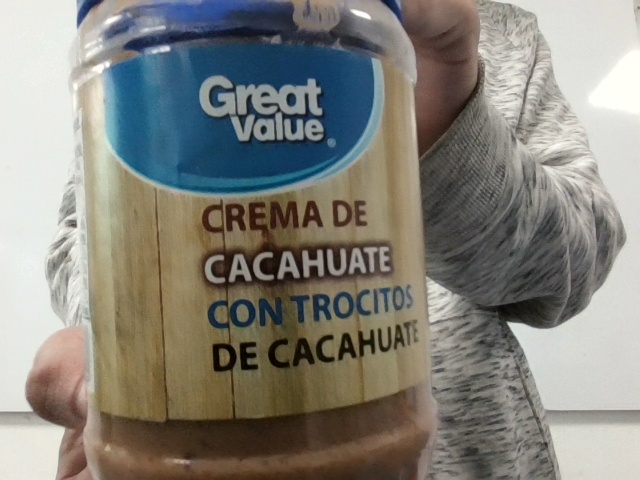 Great
Value®
CREMA DE
CACAHUATE
CON TROCITOS
DE CACAHUATE